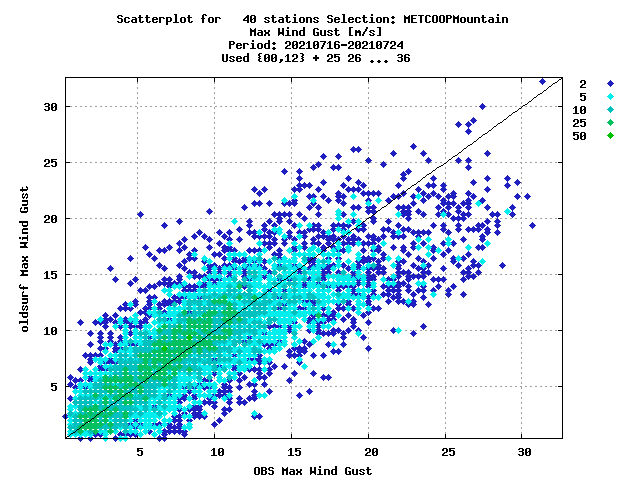 Scatterplot for   40 stations Selection: METCOOPMountain
Max Wind Gust [m/s]
Period: 20210716-20210724
Used {00,12} + 25 26 ... 36
2
5
10
25
50
30
25
20
15
10
5
oldsurf Max Wind Gust
5 10 15 20 25 30
OBS Max Wind Gust